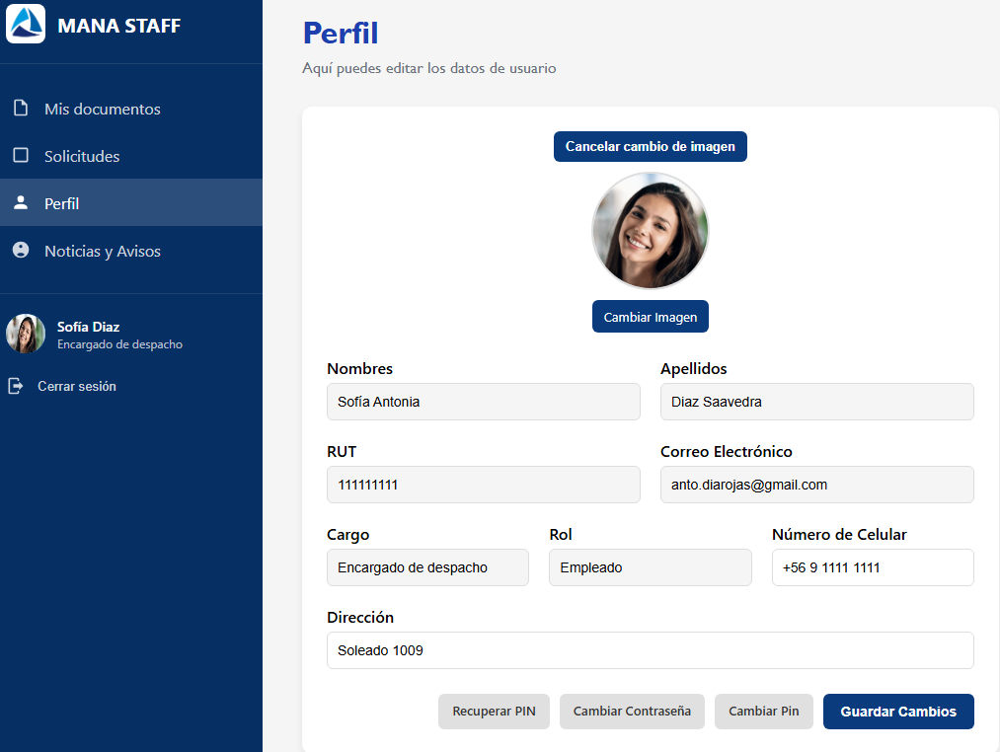 MANA STAFF
Mis documentos
Solicitudes
Perfil
Noticias y Avisos
Sofía Diaz
Encargado de despacho
Cerrar sesión
Perfil
Aquí puedes editar los datos de usuario
Cancelar cambio de imagen
Cambiar Imagen
Nombres Apellidos
Sofía Antonia Diaz Saavedra
RUT Correo Electrónico
111111111 anto.diarojas@gmail.com
Cargo Rol Número de Celular
Encargado de despacho Empleado +56 9 1111 1111
Dirección
Soleado 1009
Recuperar PIN Cambiar Contraseña Cambiar Pin Guardar Cambios